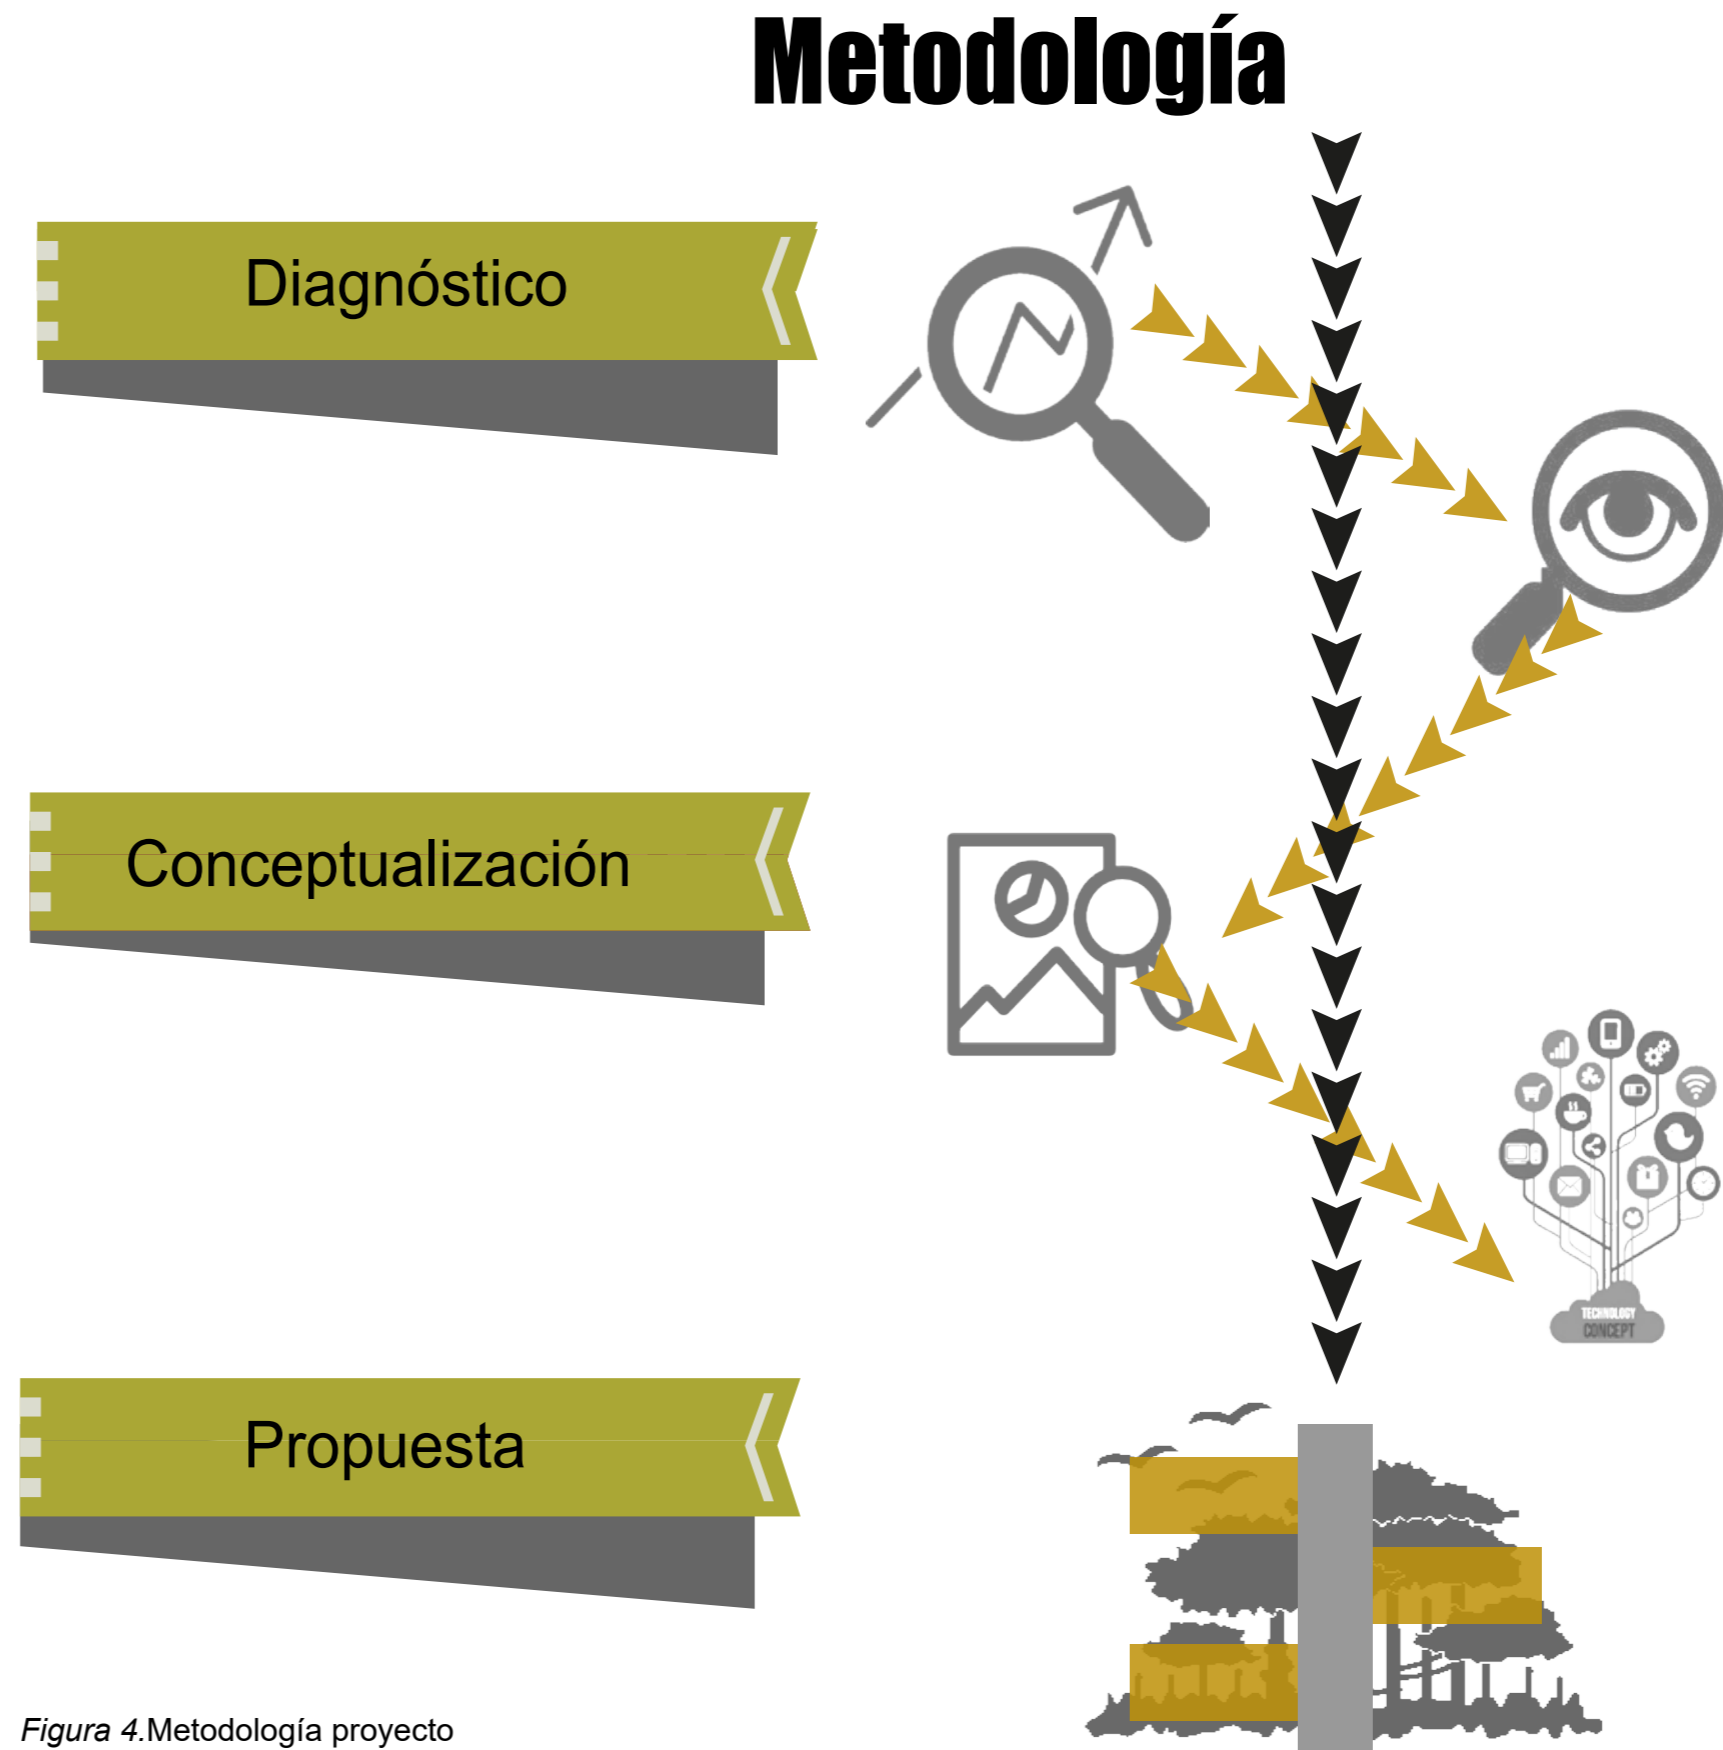 Metodología
Diagnóstico
Conceptualización
TECHNOLOGY
CONCEPT
Propuesta
Figura 4.Metodología proyecto